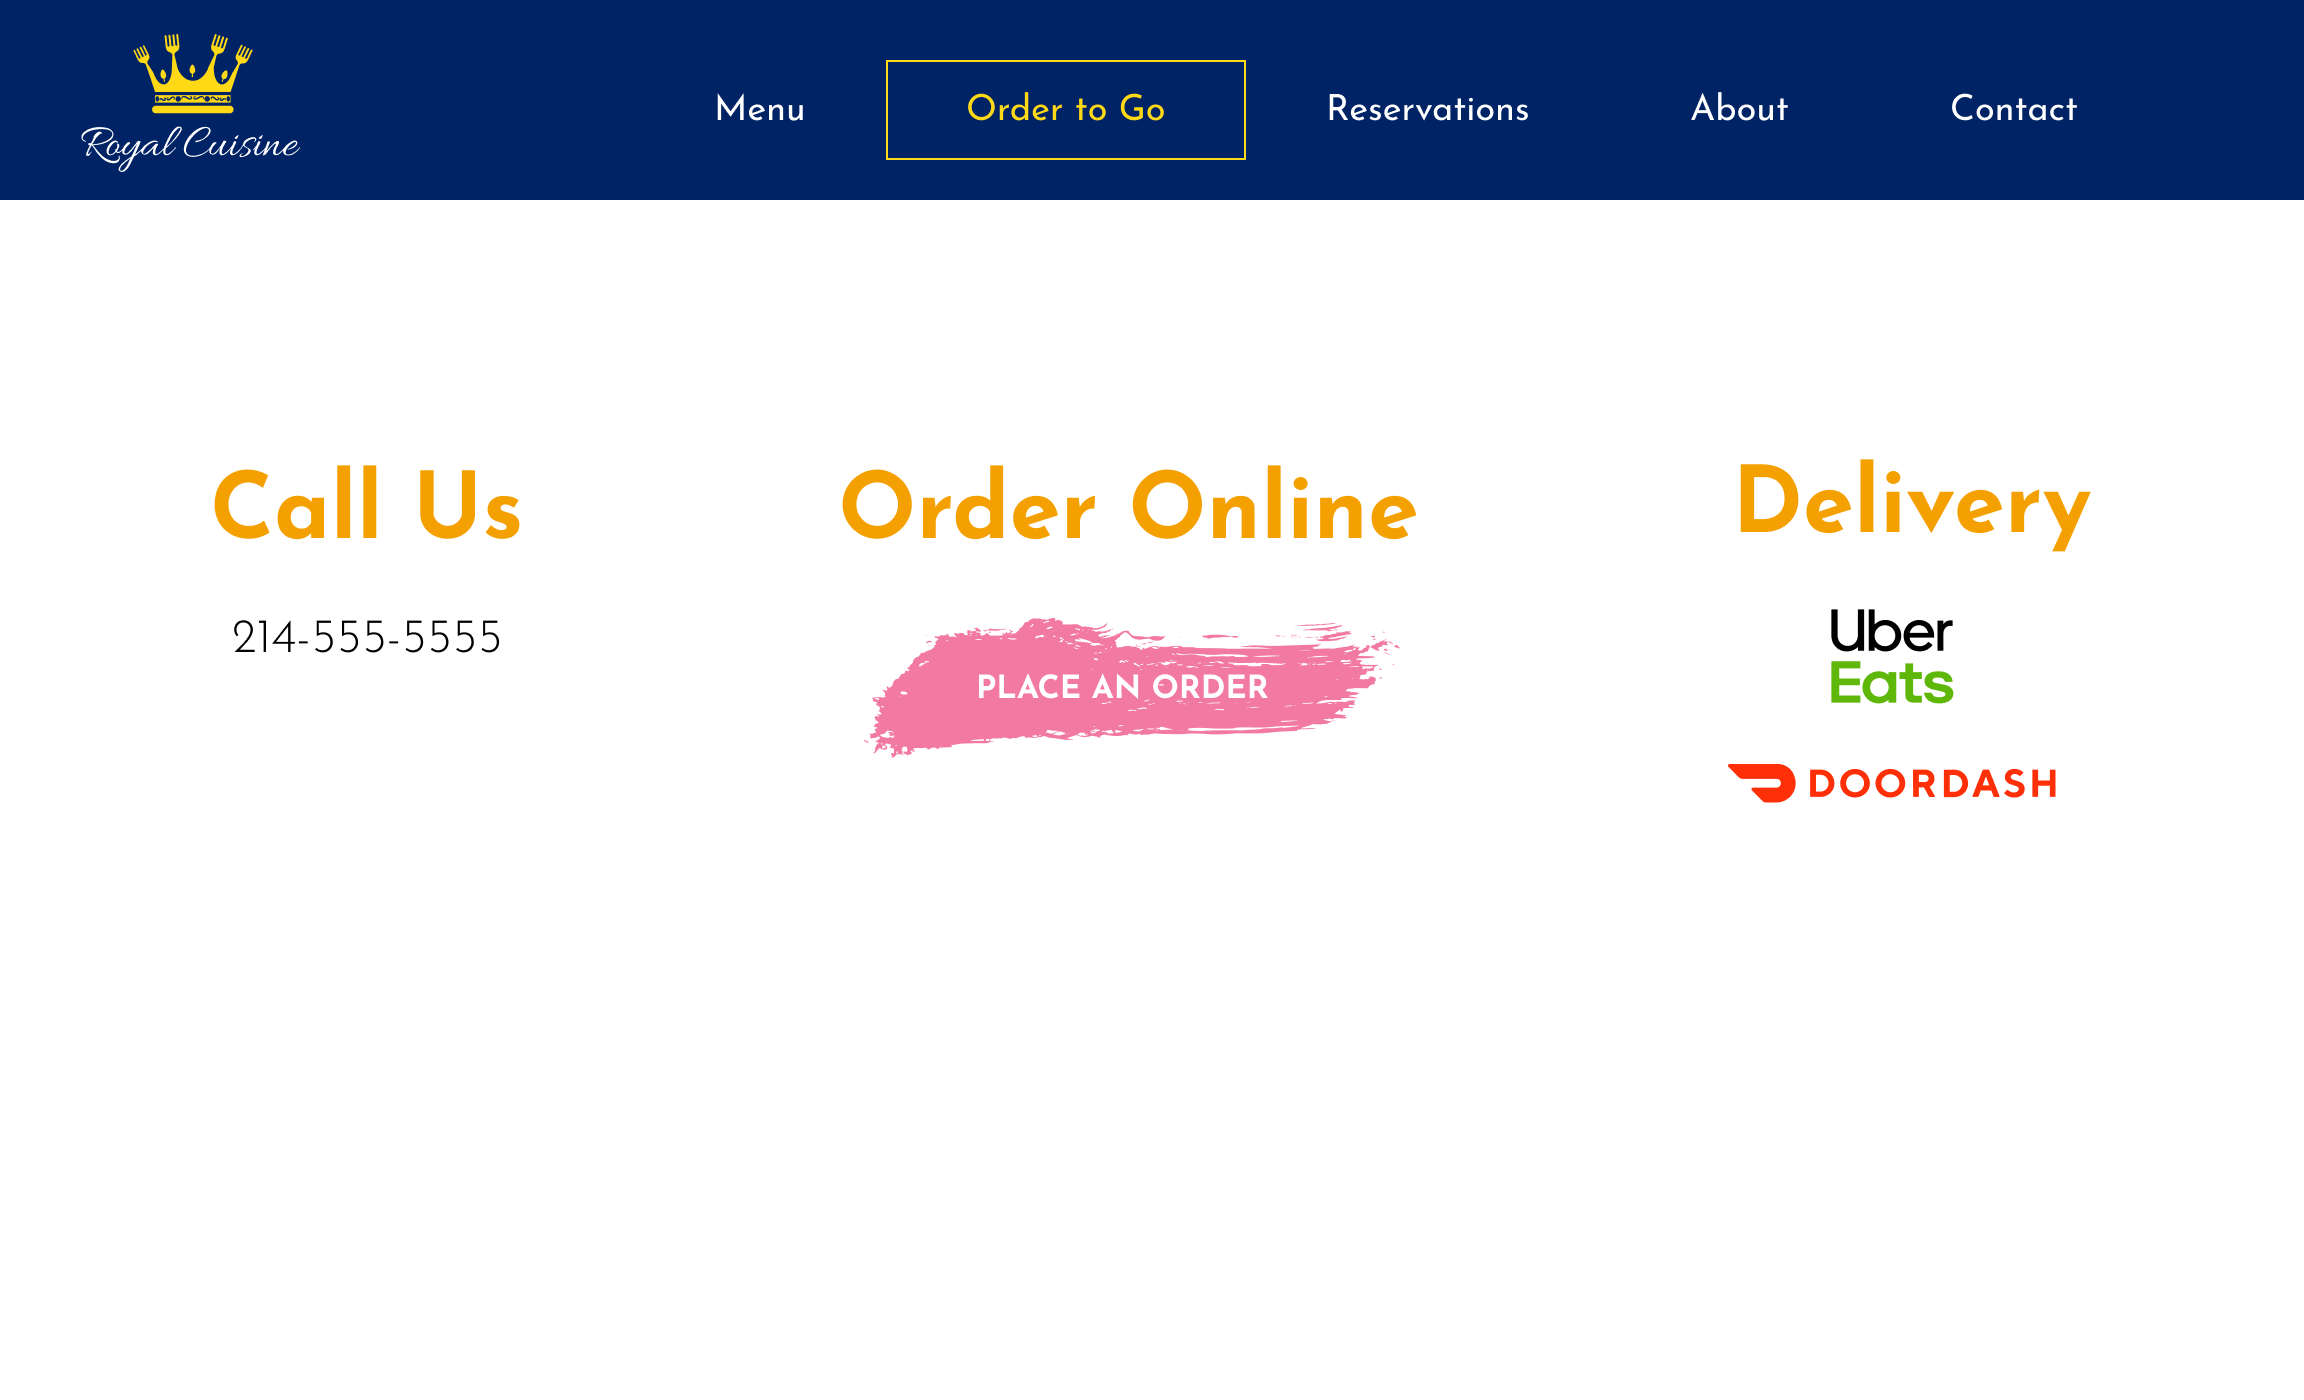 Royal Cuisine
Menu
Order to Go
Reservations
About
Contact
Call Us
214-555-5555
Order Online
PLACE AN ORDER
Delivery
Uber
Eats
DOORDASH